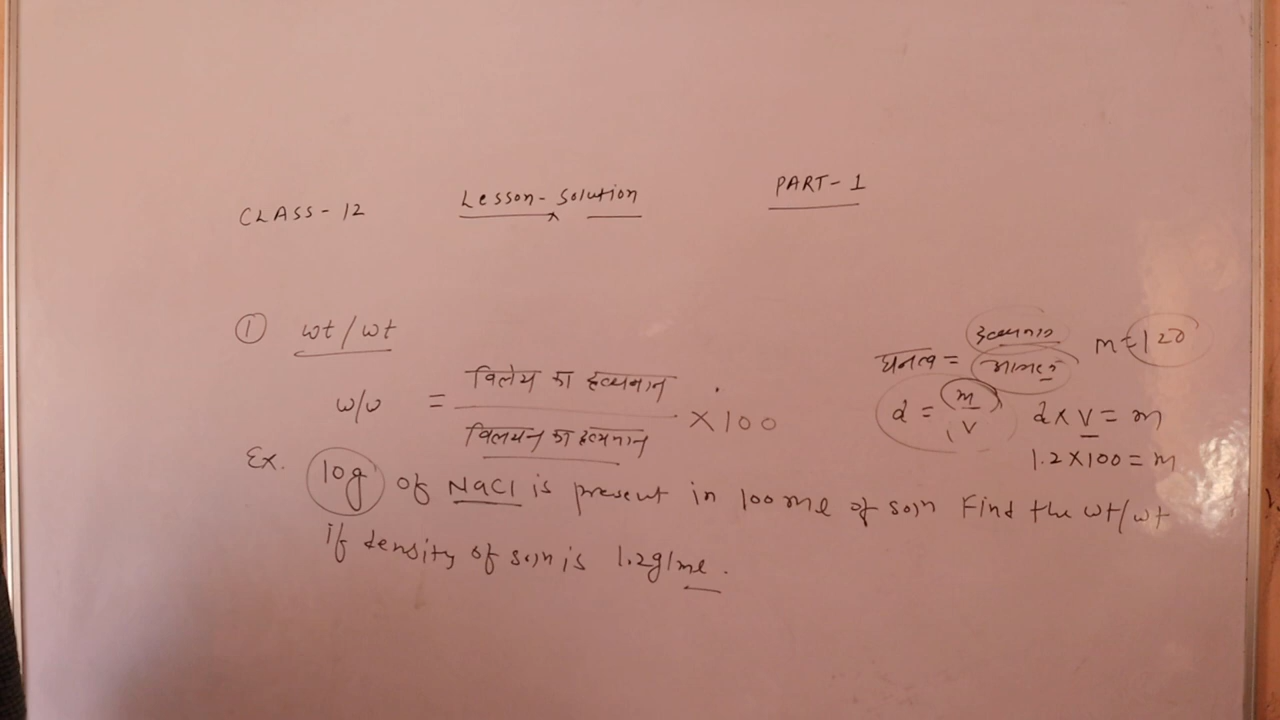 CLASS-12 Lesson-Solution PART-1
① wt/wt
w/w = विलेय का द्रव्यमान / विलयन का द्रव्यमान × 100
घनत्व = द्रव्यमान / आयतन m = 120
d = m / V d × V = m
1.2 × 100 = m
Ex. 10g of NaCl is present in 100 ml of soln Find the wt/wt
if density of soln is 1.2g/ml.